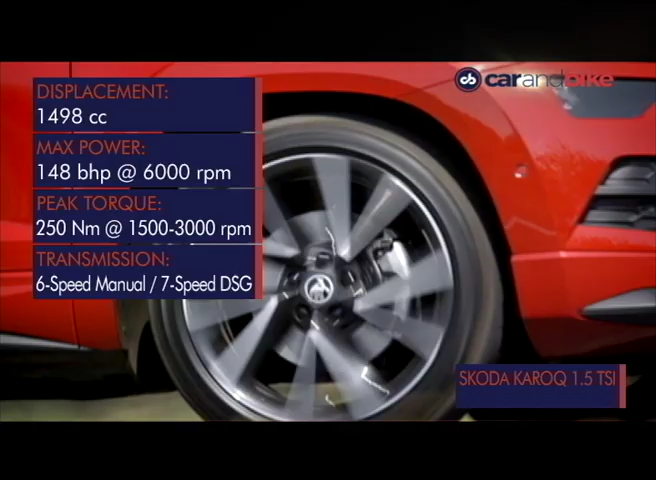 DISPLACEMENT:
1498 cc
MAX POWER:
148 bhp @ 6000 rpm
PEAK TORQUE:
250 Nm @ 1500-3000 rpm
TRANSMISSION:
6-Speed Manual / 7-Speed DSG
cb carandbike
SKODA KAROQ 1.5 TSI